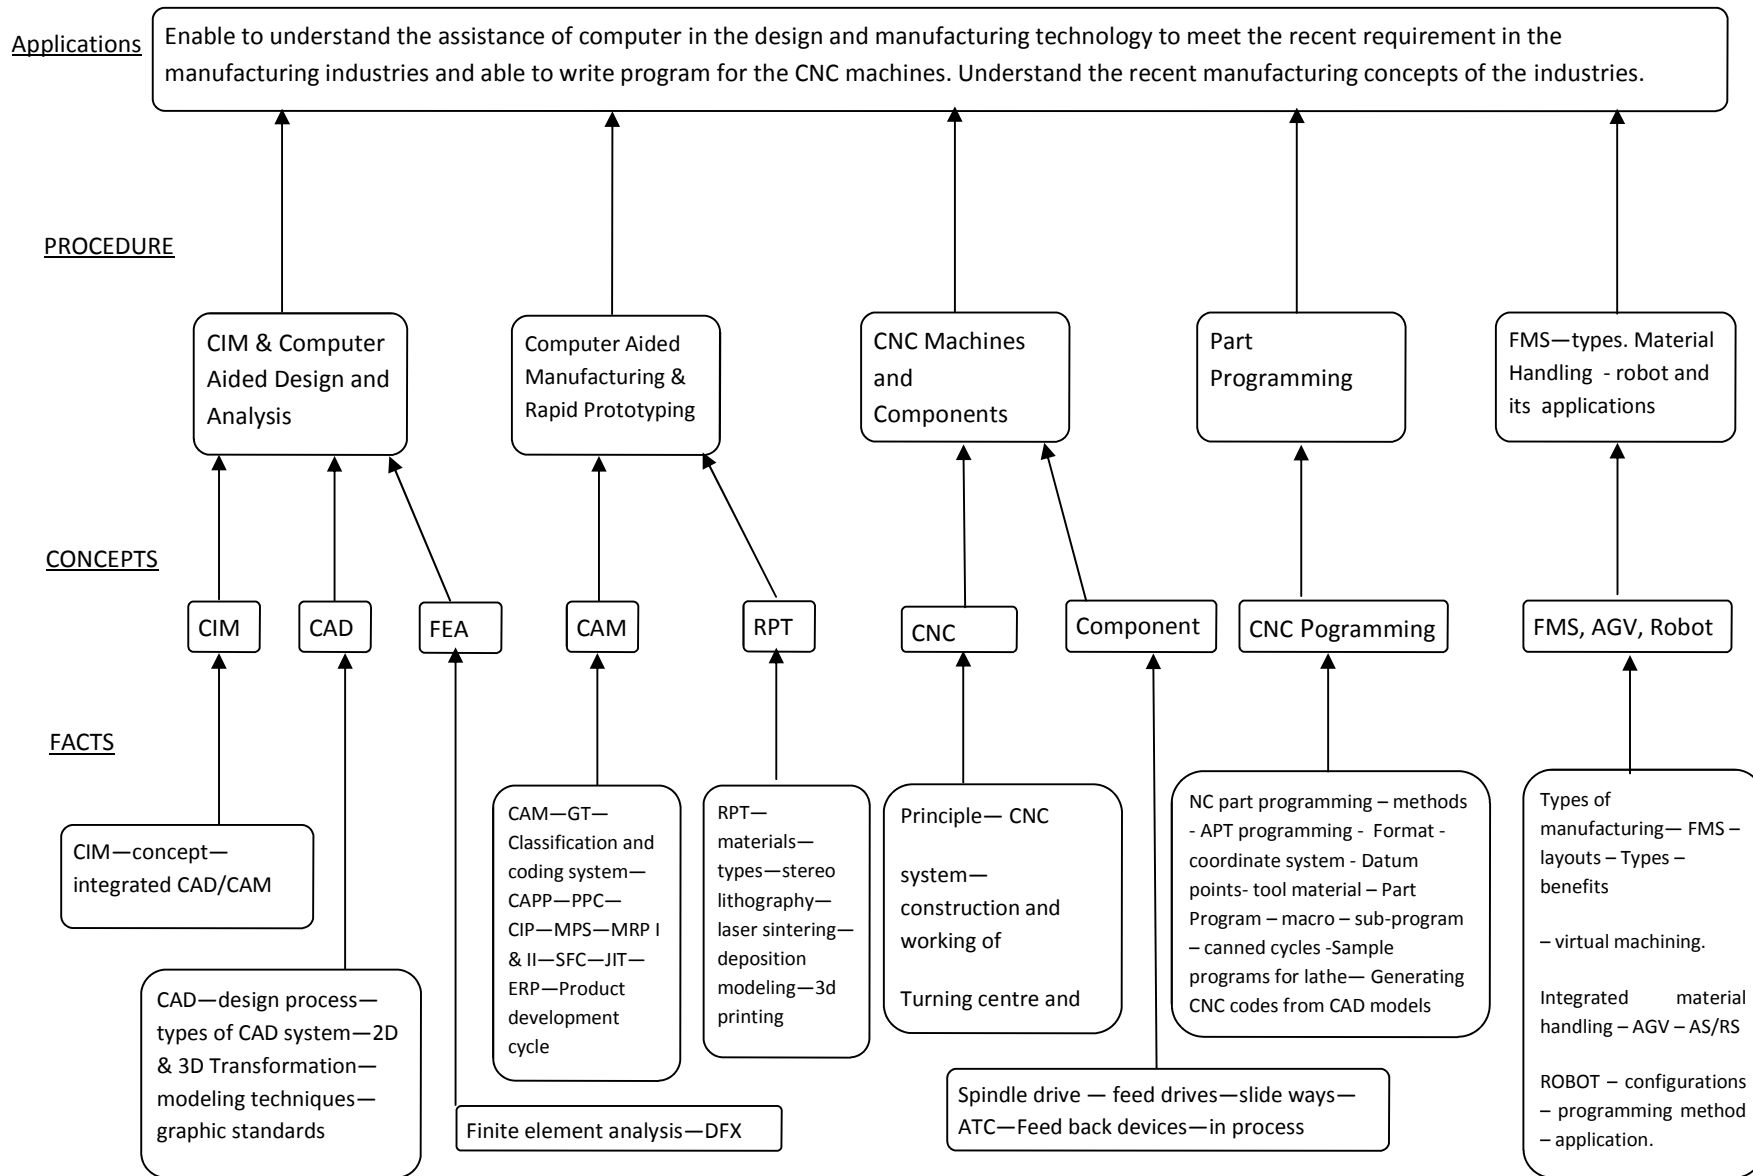 Applications
Enable to understand the assistance of computer in the design and manufacturing technology to meet the recent requirement in the
manufacturing industries and able to write program for the CNC machines. Understand the recent manufacturing concepts of the industries.
PROCEDURE
CIM & Computer
Aided Design and
Analysis
Computer Aided
Manufacturing &
Rapid Prototyping
CNC Machines
and
Components
Part
Programming
FMS—types. Material
Handling - robot and
its applications
CONCEPTS
CIM
CAD
FEA
CAM
RPT
CNC
Component
CNC Pogramming
FMS, AGV, Robot
FACTS
CIM—concept—
integrated CAD/CAM
CAD—design process—
types of CAD system—2D
& 3D Transformation—
modeling techniques—
graphic standards
Finite element analysis—DFX
CAM—GT—
Classification and
coding system—
CAPP—PPC—
CIP—MPS—MRP I
& II—SFC—JIT—
ERP—Product
development
cycle
RPT—
materials—
types—stereo
lithography—
laser sintering—
deposition
modeling—3d
printing
Principle— CNC
system—
construction and
working of
Turning centre and
Spindle drive — feed drives—slide ways—
ATC—Feed back devices—in process
NC part programming – methods
- APT programming - Format -
coordinate system - Datum
points- tool material – Part
Program – macro – sub-program
– canned cycles -Sample
programs for lathe— Generating
CNC codes from CAD models
Types of
manufacturing— FMS –
layouts – Types –
benefits
– virtual machining.
Integrated material
handling – AGV – AS/RS
ROBOT – configurations
– programming method
– application.